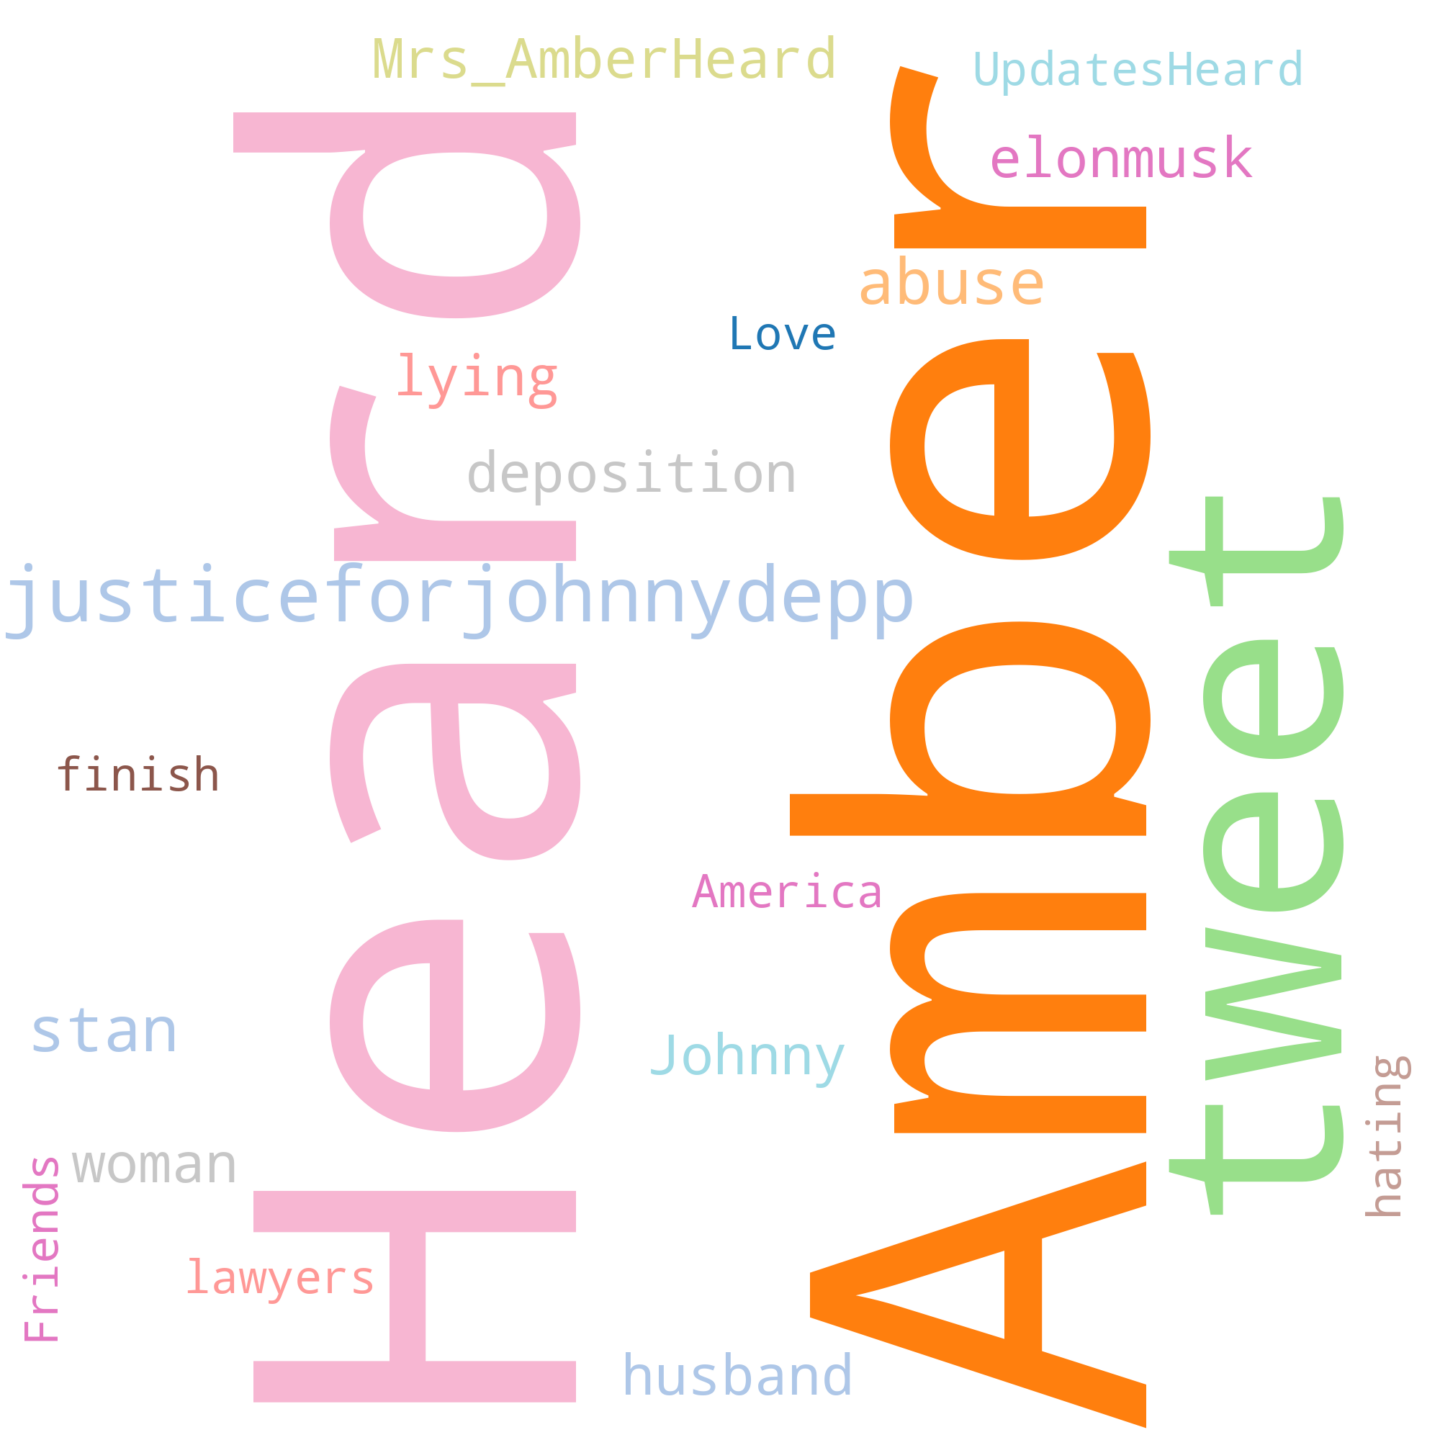 Mrs_AmberHeard
UpdatesHeard
elonmusk
Heard
Amber
abuse
Love
lying
deposition
tweet
justiceforjohnnydepp
finish
America
stan
Johnny
hating
woman
Friends
lawyers
husband